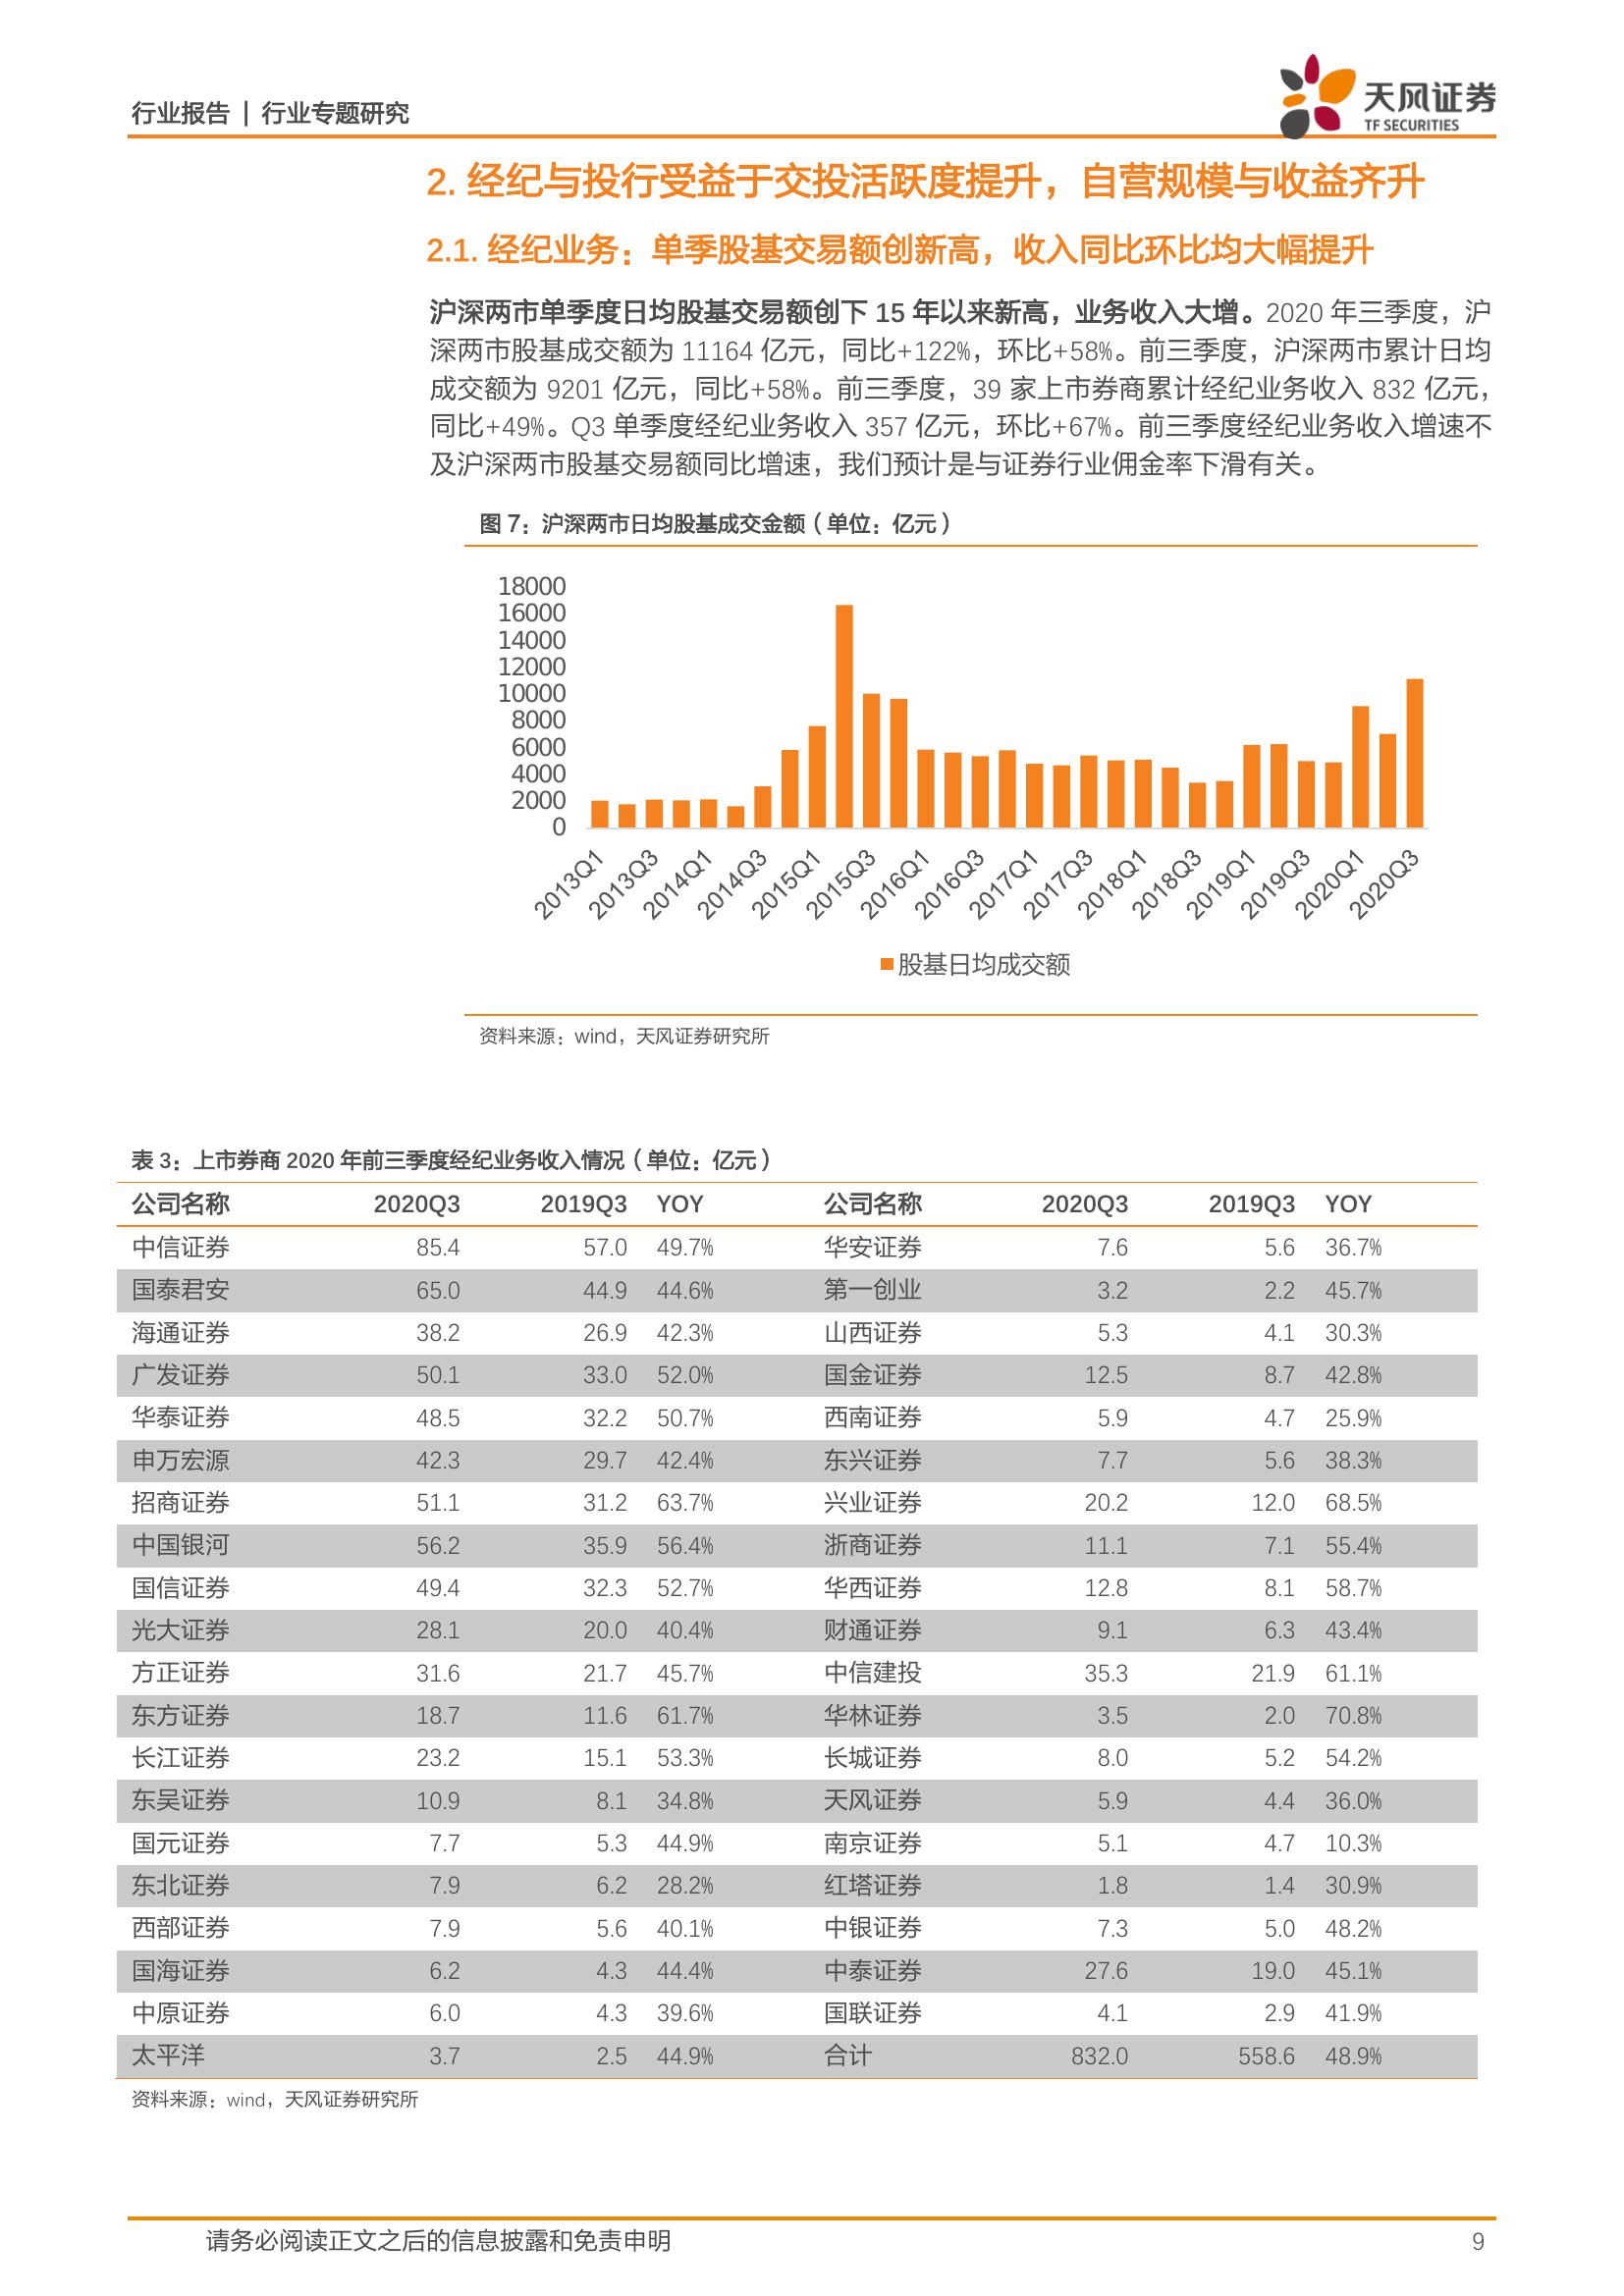 行业报告 | 行业专题研究
天风证券
TF SECURITIES
2. 经纪与投行受益于交投活跃度提升，自营规模与收益齐升
2.1. 经纪业务：单季股基交易额创新高，收入同比环比均大幅提升
沪深两市单季度日均股基交易额创下 15 年以来新高，业务收入大增。2020 年三季度，沪
深两市股基成交额为 11164 亿元，同比+122%，环比+58%。前三季度，沪深两市累计日均
成交额为 9201 亿元，同比+58%。前三季度，39 家上市券商累计经纪业务收入 832 亿元，
同比+49%。Q3 单季度经纪业务收入 357 亿元，环比+67%。前三季度经纪业务收入增速不
及沪深两市股基交易额同比增速，我们预计是与证券行业佣金率下滑有关。
图 7：沪深两市日均股基成交金额（单位：亿元）
18000
16000
14000
12000
10000
8000
6000
4000
2000
0
2013Q1 2013Q3 2014Q1 2014Q3 2015Q1 2015Q3 2016Q1 2016Q3 2017Q1 2017Q3 2018Q1 2018Q3 2019Q1 2019Q3 2020Q1 2020Q3
股基日均成交额
资料来源：wind，天风证券研究所
表 3：上市券商 2020 年前三季度经纪业务收入情况（单位：亿元）
公司名称 2020Q3 2019Q3 YOY 公司名称 2020Q3 2019Q3 YOY
中信证券 85.4 57.0 49.7% 华安证券 7.6 5.6 36.7%
国泰君安 65.0 44.9 44.6% 第一创业 3.2 2.2 45.7%
海通证券 38.2 26.9 42.3% 山西证券 5.3 4.1 30.3%
广发证券 50.1 33.0 52.0% 国金证券 12.5 8.7 42.8%
华泰证券 48.5 32.2 50.7% 西南证券 5.9 4.7 25.9%
申万宏源 42.3 29.7 42.4% 东兴证券 7.7 5.6 38.3%
招商证券 51.1 31.2 63.7% 兴业证券 20.2 12.0 68.5%
中国银河 56.2 35.9 56.4% 浙商证券 11.1 7.1 55.4%
国信证券 49.4 32.3 52.7% 华西证券 12.8 8.1 58.7%
光大证券 28.1 20.0 40.4% 财通证券 9.1 6.3 43.4%
方正证券 31.6 21.7 45.7% 中信建投 35.3 21.9 61.1%
东方证券 18.7 11.6 61.7% 华林证券 3.5 2.0 70.8%
长江证券 23.2 15.1 53.3% 长城证券 8.0 5.2 54.2%
东吴证券 10.9 8.1 34.8% 天风证券 5.9 4.4 36.0%
国元证券 7.7 5.3 44.9% 南京证券 5.1 4.7 10.3%
东北证券 7.9 6.2 28.2% 红塔证券 1.8 1.4 30.9%
西部证券 7.9 5.6 40.1% 中银证券 7.3 5.0 48.2%
国海证券 6.2 4.3 44.4% 中泰证券 27.6 19.0 45.1%
中原证券 6.0 4.3 39.6% 国联证券 4.1 2.9 41.9%
太平洋 3.7 2.5 44.9% 合计 832.0 558.6 48.9%
资料来源：wind，天风证券研究所
请务必阅读正文之后的信息披露和免责申明 9